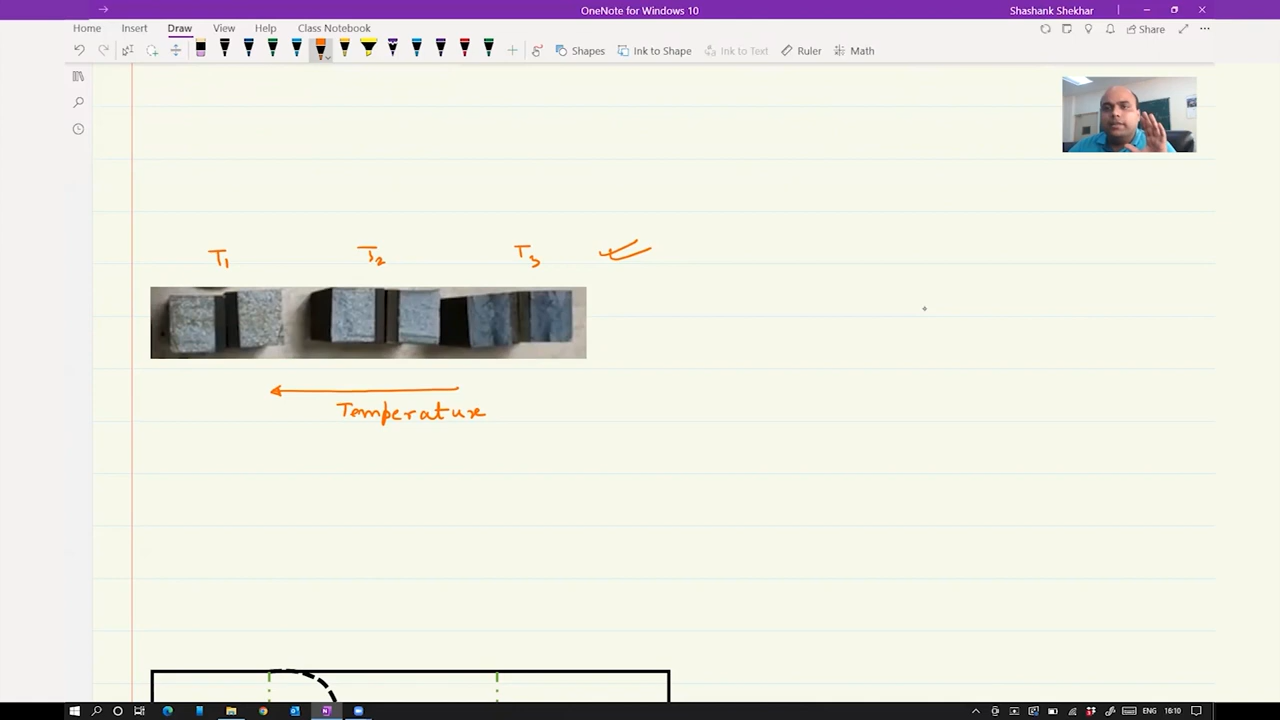 OneNote for Windows 10
Shashank Shekhar
Home Insert Draw View Help Class Notebook
Share
Shapes Ink to Shape Ink to Text Ruler Math
T1 T2 T3
Temperature
ENG 16:10